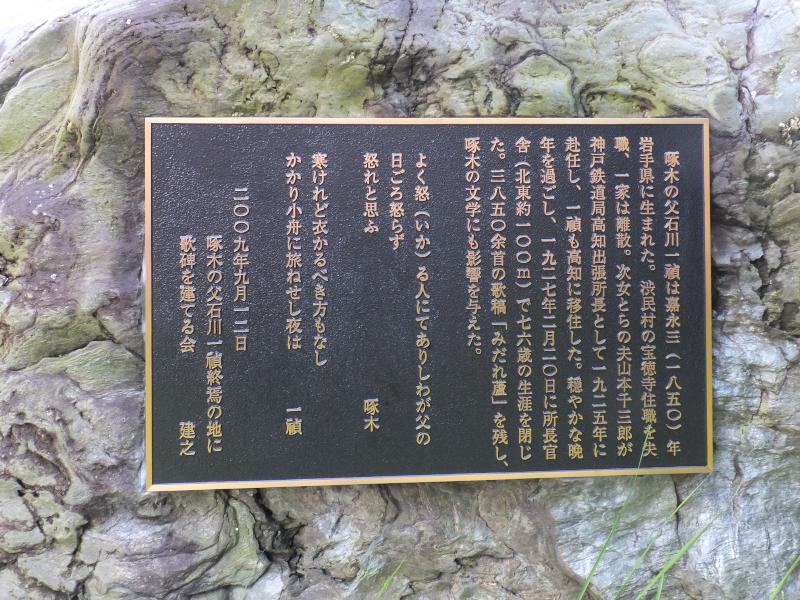 啄木の父石川一禎は嘉永三（一八五〇）年
岩手県に生まれた。渋民村の宝徳寺住職を失
職、一家は離散。次女とらの夫山本千三郎が
神戸鉄道局高知出張所長として一九二五年に
赴任し、一禎も高知に移住した。穏やかな晩
年を過ごし、一九二七年二月二〇日に所長官
舎（北東約一〇〇ｍ）で七六歳の生涯を閉じ
た。三八五〇余首の歌稿「みだれ蘆」を残し、
啄木の文学にも影響を与えた。
よく怒（いか）る人にてありしわが父の
日ごろ怒らず
怒れと思ふ
啄木
寒けれど衣かるべき方もなし
かかり小舟に旅ねせし夜は
一禎
二〇〇九年九月一二日
啄木の父石川一禎終焉の地に
歌碑を建てる会　建之